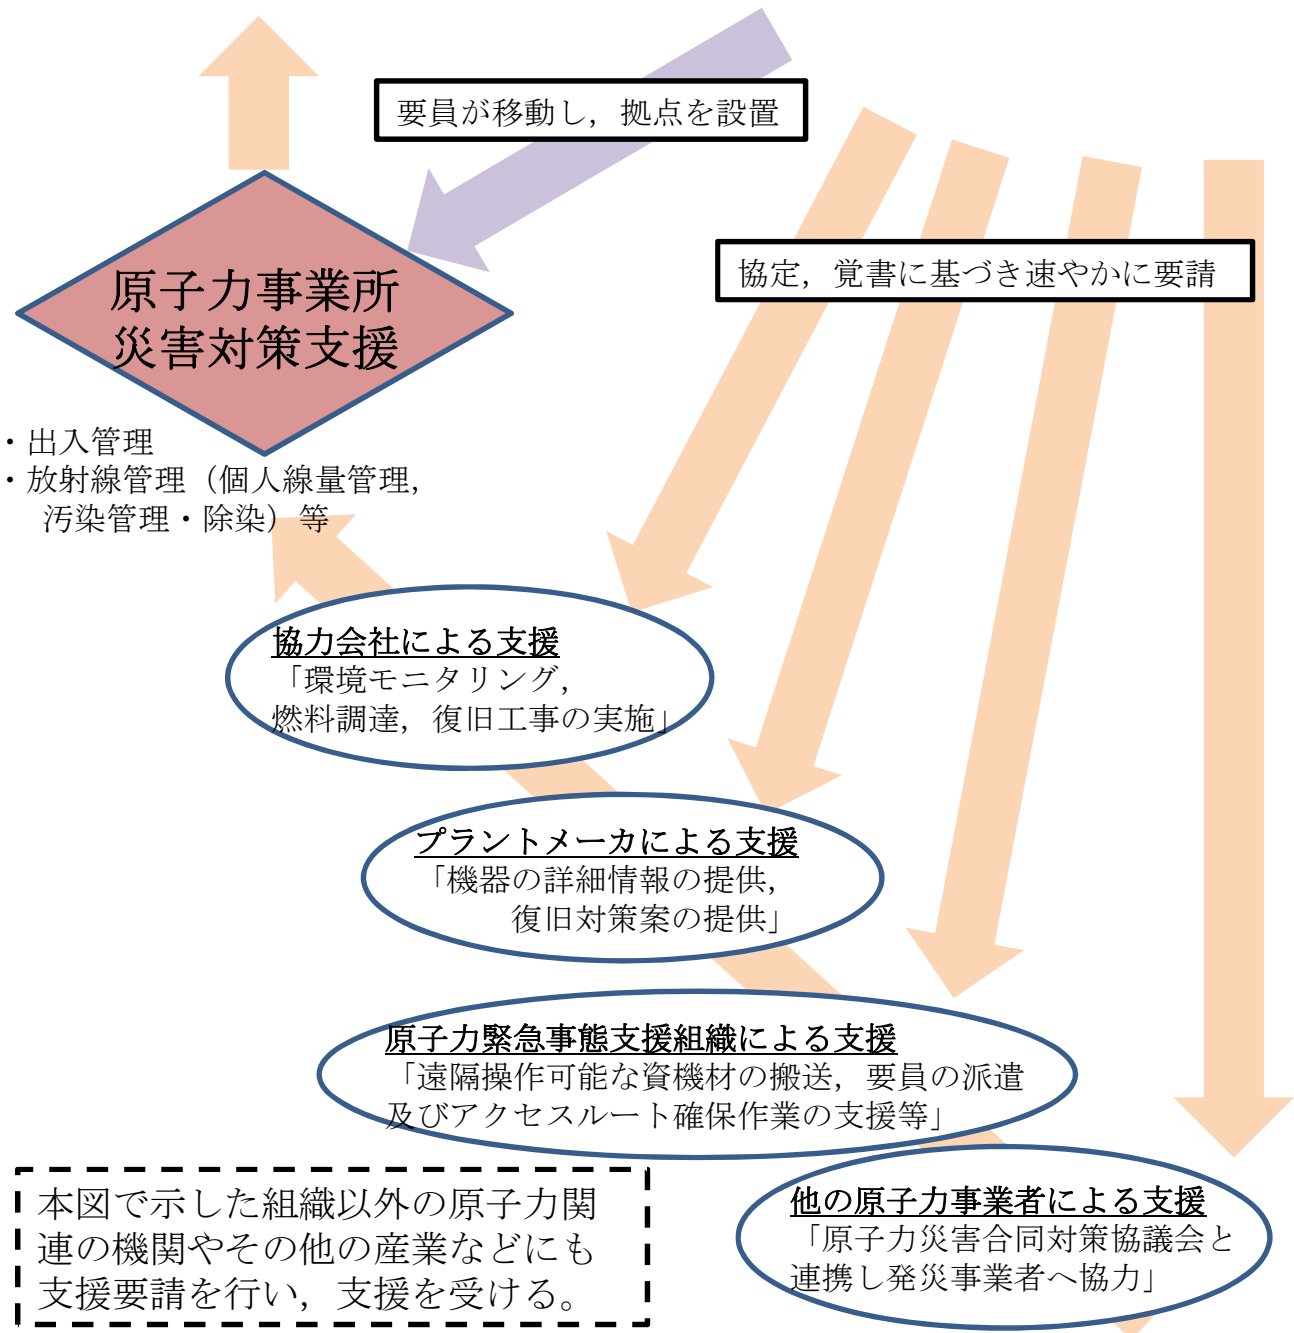 要員が移動し，拠点を設置
協定，覚書に基づき速やかに要請
原子力事業所
災害対策支援
・出入管理
・放射線管理（個人線量管理，
汚染管理・除染）等
協力会社による支援
「環境モニタリング，
燃料調達，復旧工事の実施」
プラントメーカによる支援
「機器の詳細情報の提供，
復旧対策案の提供」
原子力緊急事態支援組織による支援
「遠隔操作可能な資機材の搬送，要員の派遣
及びアクセスルート確保作業の支援等」
他の原子力事業者による支援
「原子力災害合同対策協議会と
連携し発災事業者へ協力」
本図で示した組織以外の原子力関
連の機関やその他の産業などにも
支援要請を行い，支援を受ける。